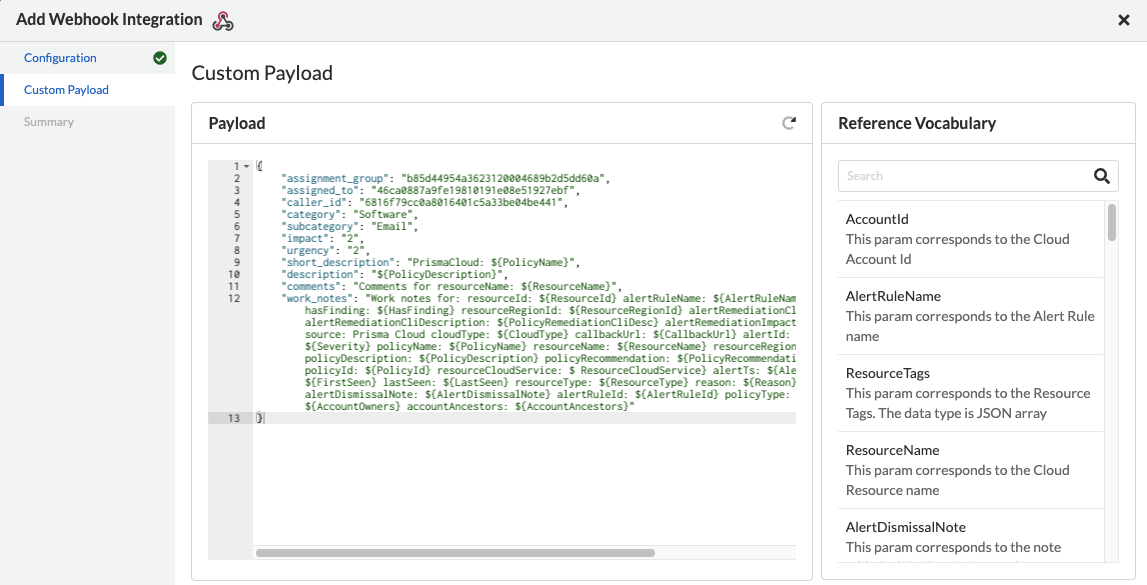 Add Webhook Integration
Configuration
Custom Payload
Summary
Custom Payload
Payload
1 {
2 "assignment_group": "b85d44954a3623120004689b2d5dd60a",
3 "assigned_to": "46ca0887a9fe19810191e08e51927ebf",
4 "caller_id": "6816f79cc0a8016401c5a33be04be441",
5 "category": "Software",
6 "subcategory": "Email",
7 "impact": "2",
8 "urgency": "2",
9 "short_description": "PrismaCloud: ${PolicyName}",
10 "description": "${PolicyDescription}",
11 "comments": "Comments for resourceName: ${ResourceName}",
12 "work_notes": "Work notes for: resourceId: ${ResourceId} alertRuleName: ${AlertRuleNam
hasFinding: ${HasFinding} resourceRegionId: ${ResourceRegionId} alertRemediationCl
alertRemediationCliDescription: ${PolicyRemediationCliDesc} alertRemediationImpact
source: Prisma Cloud cloudType: ${CloudType} callbackUrl: ${CallbackUrl} alertId:
${Severity} policyName: ${PolicyName} resourceName: ${ResourceName} resourceRegion
policyDescription: ${PolicyDescription} policyRecommendation: ${PolicyRecommendati
policyId: ${PolicyId} resourceCloudService: $ ResourceCloudService} alertTs: ${Ale
${FirstSeen} lastSeen: ${LastSeen} resourceType: ${ResourceType} reason: ${Reason}
alertDismissalNote: ${AlertDismissalNote} alertRuleId: ${AlertRuleId} policyType:
${AccountOwners} accountAncestors: ${AccountAncestors}"
13 }
Reference Vocabulary
Search
AccountId
This param corresponds to the Cloud
Account Id
AlertRuleName
This param corresponds to the Alert Rule
name
ResourceTags
This param corresponds to the Resource
Tags. The data type is JSON array
ResourceName
This param corresponds to the Cloud
Resource name
AlertDismissalNote
This param corresponds to the note